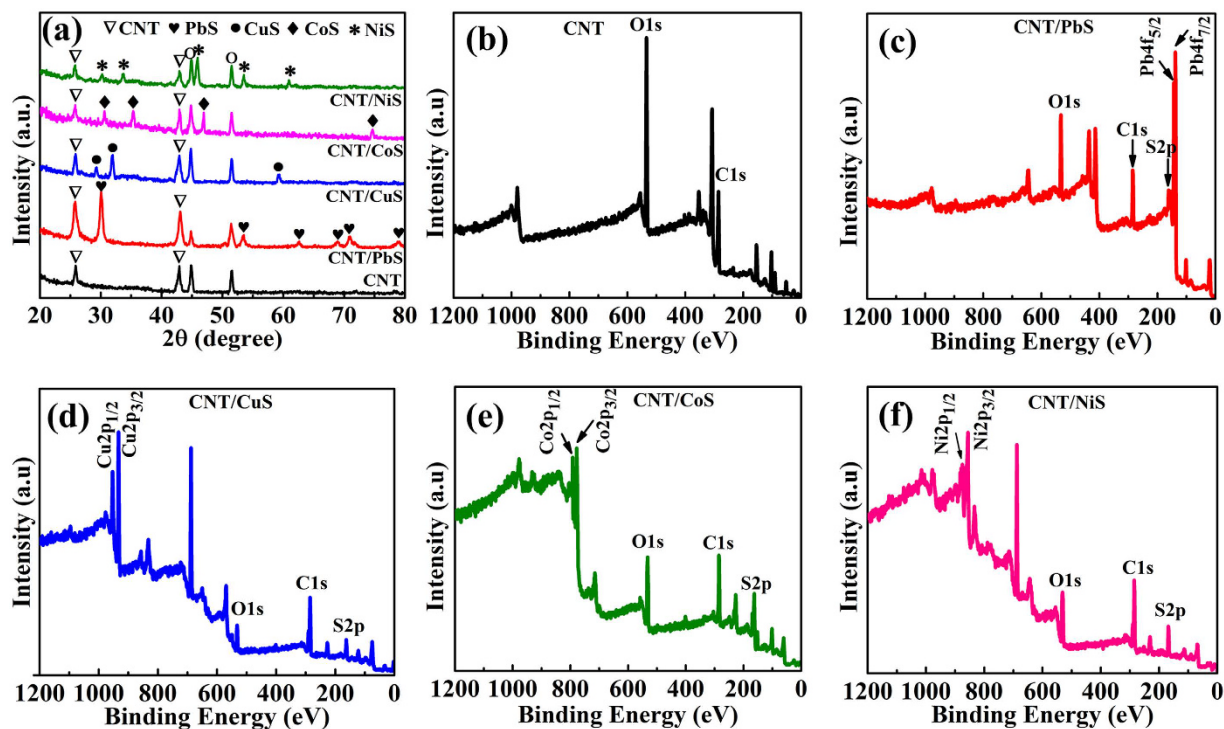 (a) ▽ CNT ♥ PbS ● CuS ◆ CoS * NiS
O O
CNT/NiS
CNT/CoS
CNT/CuS
CNT/PbS
CNT
Intensity (a.u.)
20 30 40 50 60 70 80
2θ (degree)
(b) CNT O1s
C1s
Intensity (a.u)
1200 1000 800 600 400 200 0
Binding Energy (eV)
(c) CNT/PbS
Pb4f5/2
Pb4f7/2
O1s
C1s
S2p
Intensity (a.u)
1200 1000 800 600 400 200 0
Binding Energy (eV)
(d) CNT/CuS
Cu2p1/2
Cu2p3/2
O1s
C1s
S2p
Intensity (a.u)
1200 1000 800 600 400 200 0
Binding Energy (eV)
(e) CNT/CoS
Co2p1/2
Co2p3/2
O1s
C1s
S2p
Intensity (a.u)
1200 1000 800 600 400 200 0
Binding Energy (eV)
(f) CNT/NiS
Ni2p1/2
Ni2p3/2
O1s
C1s
S2p
Intensity (a.u)
1200 1000 800 600 400 200 0
Binding Energy (eV)